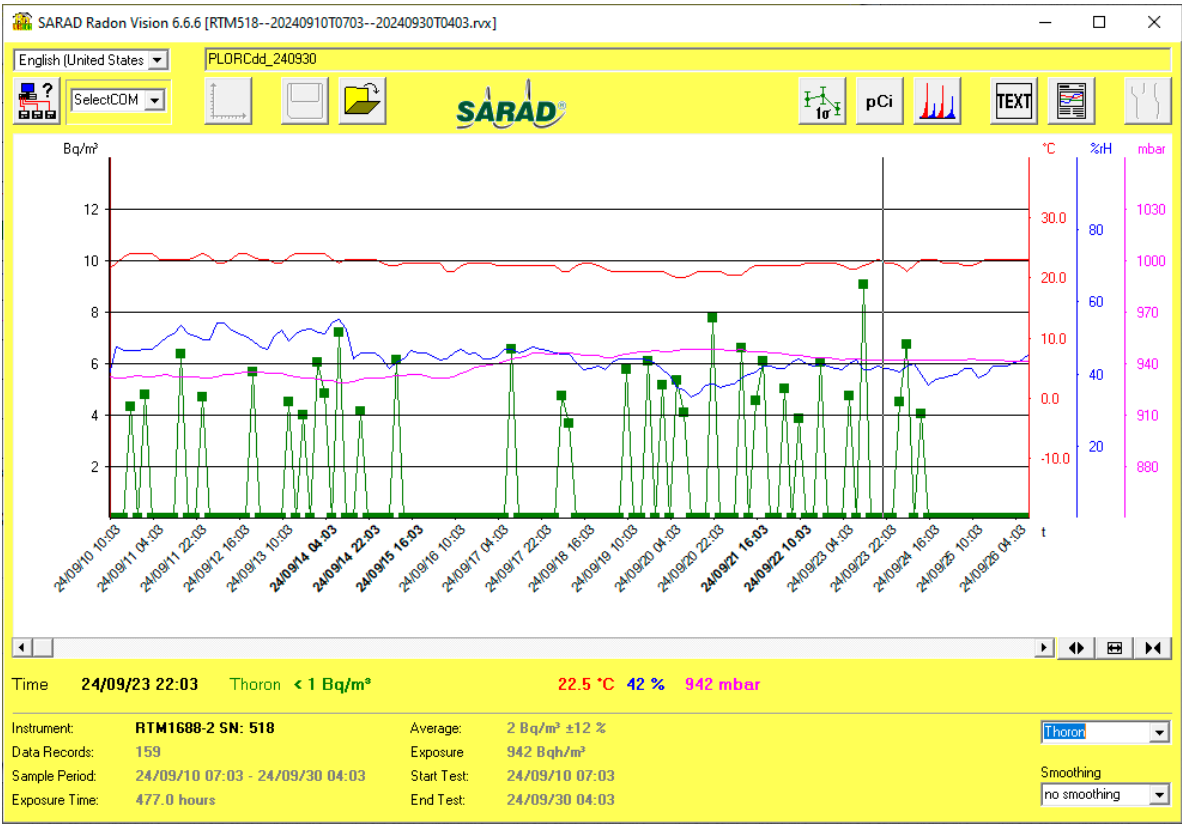 SARAD Radon Vision 6.6.6 [RTM518--20240910T0703--20240930T0403.rvx]
English (United States
PLORCdd_240930
?
SelectCOM
SARAD®
1σ
pCi
TEXT
Bq/m³
°C
%rH
mbar
12
10
8
6
4
2
30.0
20.0
10.0
0.0
-10.0
80
60
40
20
1030
1000
970
940
910
880
24/09/10 10:03
24/09/11 04:03
24/09/11 22:03
24/09/12 16:03
24/09/13 10:03
24/09/14 04:03
24/09/14 22:03
24/09/15 16:03
24/09/16 10:03
24/09/17 04:03
24/09/17 22:03
24/09/18 16:03
24/09/19 10:03
24/09/20 04:03
24/09/20 22:03
24/09/21 16:03
24/09/22 10:03
24/09/23 04:03
24/09/23 22:03
24/09/24 16:03
24/09/25 10:03
24/09/26 04:03
t
Time 24/09/23 22:03 Thoron < 1 Bq/m³ 22.5 °C 42 % 942 mbar
Instrument: RTM1688-2 SN: 518 Average: 2 Bq/m³ ±12 %
Thoron
Data Records: 159 Exposure 942 Bqh/m³
Sample Period: 24/09/10 07:03 - 24/09/30 04:03 Start Test: 24/09/10 07:03
Smoothing
Exposure Time: 477.0 hours End Test: 24/09/30 04:03
no smoothing